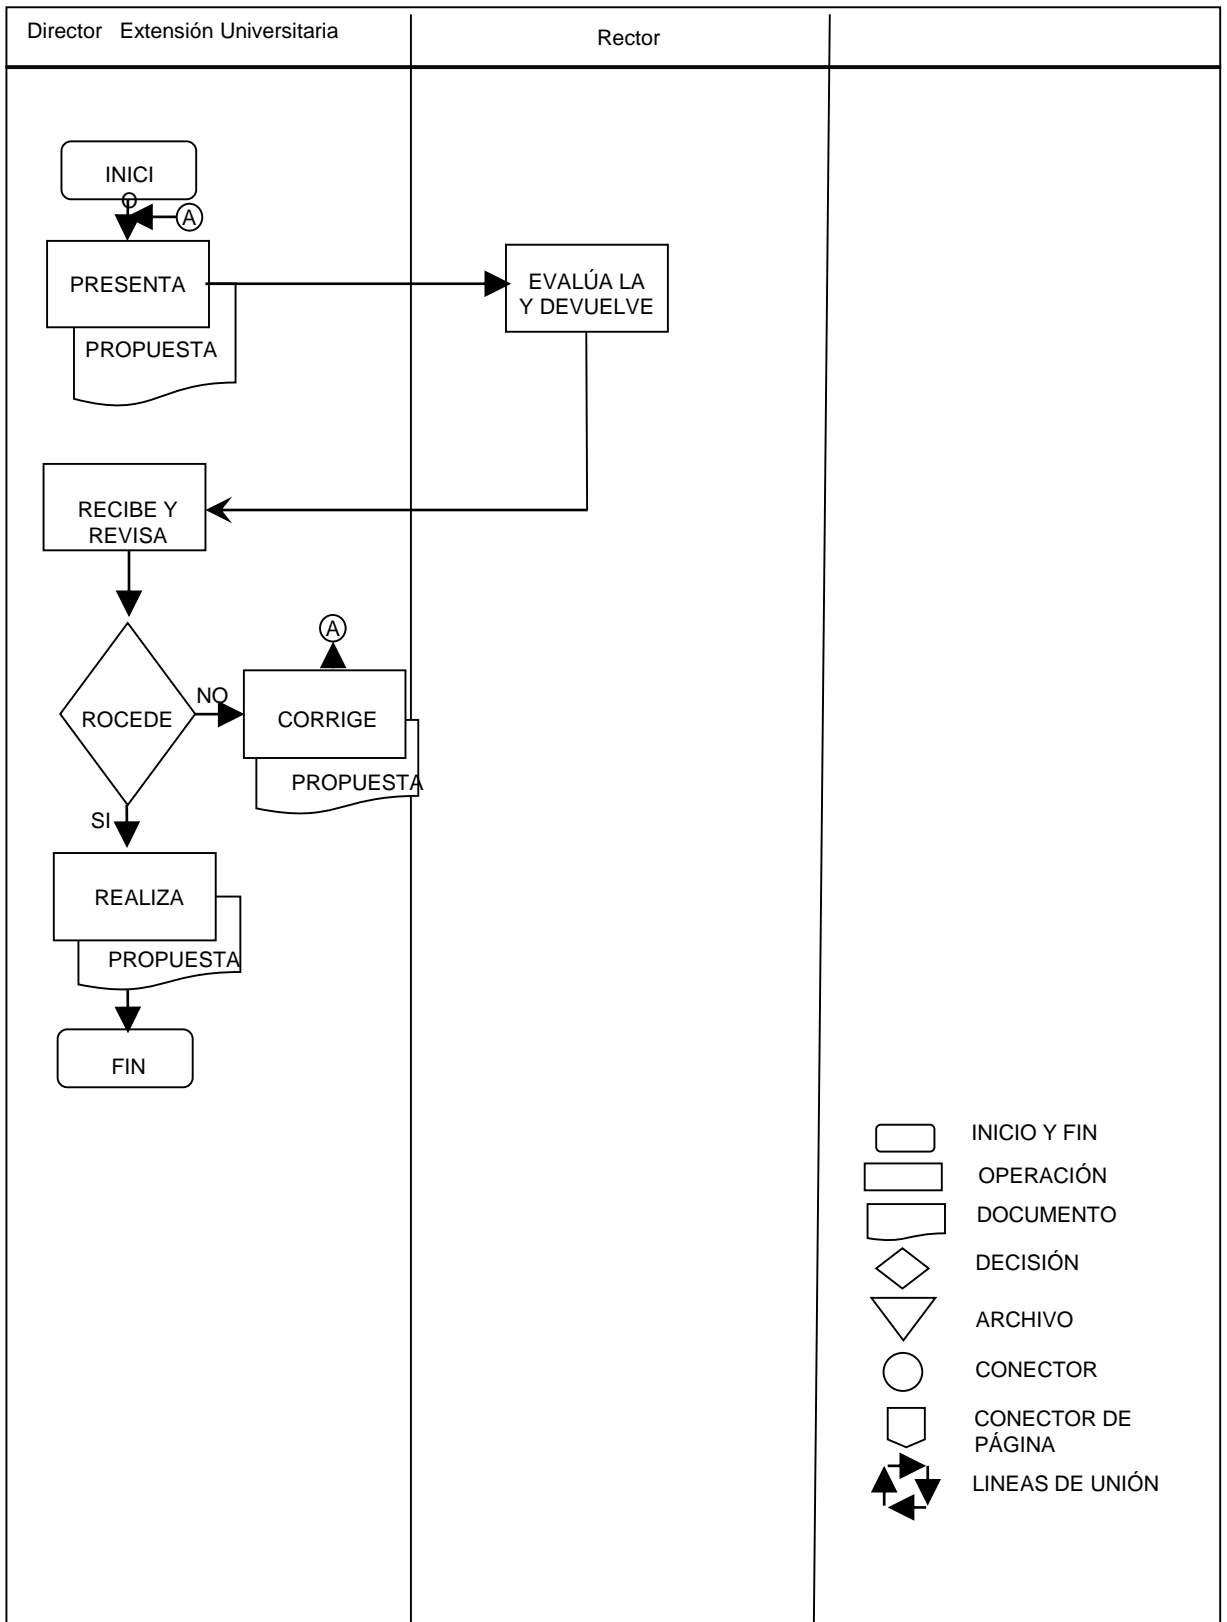 Director   Extensión Universitaria
Rector
INICI
O
A
PRESENTA
PROPUESTA
EVALÚA LA
Y DEVUELVE
RECIBE Y
REVISA
A
ROCEDE
NO
CORRIGE
PROPUESTA
SI
REALIZA
PROPUESTA
FIN
INICIO Y FIN
OPERACIÓN
DOCUMENTO
DECISIÓN
ARCHIVO
CONECTOR
CONECTOR DE
PÁGINA
LINEAS DE UNIÓN